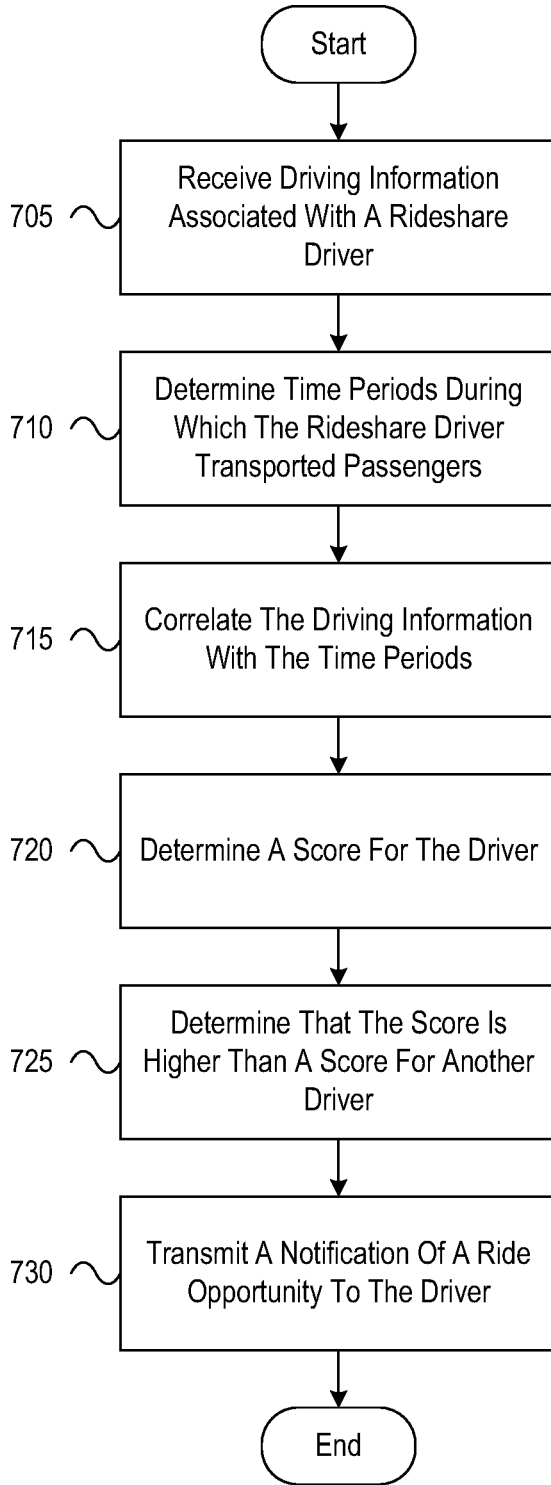 Start
705
Receive Driving Information
Associated With A Rideshare
Driver
710
Determine Time Periods During
Which The Rideshare Driver
Transported Passengers
715
Correlate The Driving Information
With The Time Periods
720
Determine A Score For The Driver
725
Determine That The Score Is
Higher Than A Score For Another
Driver
730
Transmit A Notification Of A Ride
Opportunity To The Driver
End